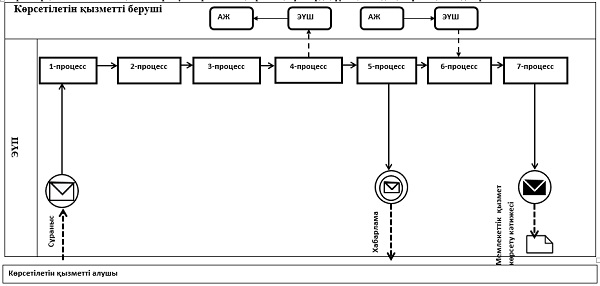 Көрсетілетін қызметті беруші
АЖ
ЭҮШ
АЖ
ЭҮШ
1-процесс
2-процесс
3-процесс
4-процесс
5-процесс
6-процесс
7-процесс
ЭҮП
Сұраныс
Хабарлама
Мемлекеттік қызмет
көрсету нәтижесі
Көрсетілетін қызметті алушы